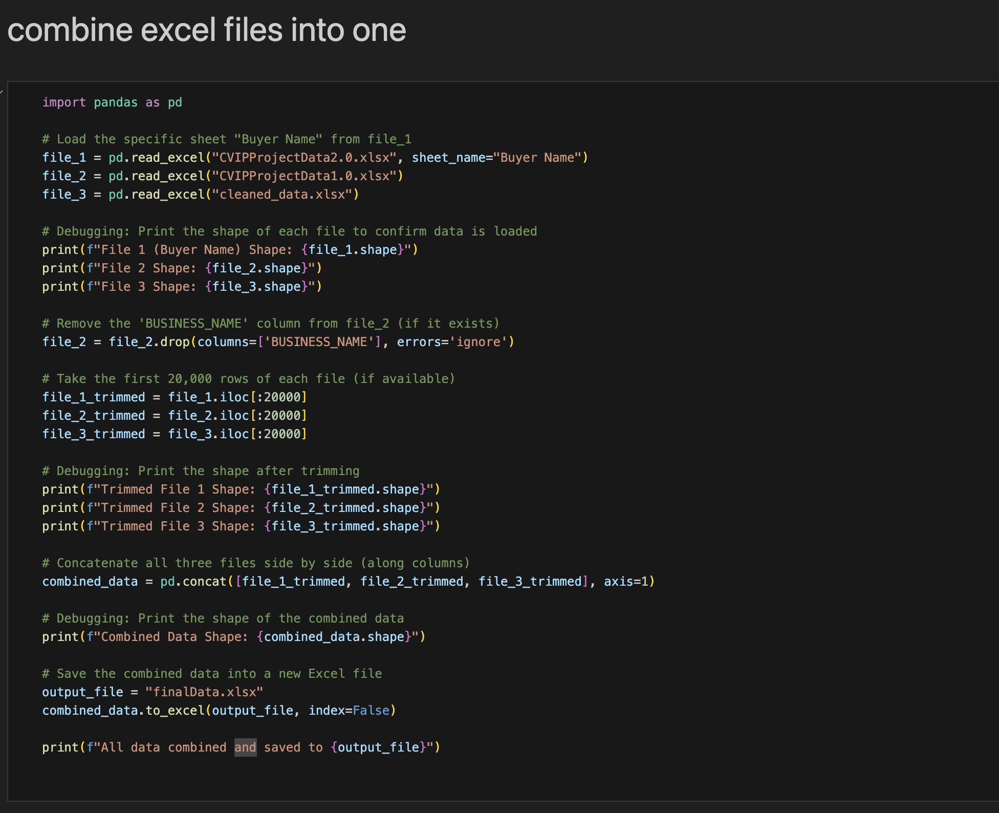 combine excel files into one
import pandas as pd
# Load the specific sheet "Buyer Name" from file_1
file_1 = pd.read_excel("CVIPProjectData2.0.xlsx", sheet_name="Buyer Name")
file_2 = pd.read_excel("CVIPProjectData1.0.xlsx")
file_3 = pd.read_excel("cleaned_data.xlsx")
# Debugging: Print the shape of each file to confirm data is loaded
print(f"File 1 (Buyer Name) Shape: {file_1.shape}")
print(f"File 2 Shape: {file_2.shape}")
print(f"File 3 Shape: {file_3.shape}")
# Remove the 'BUSINESS_NAME' column from file_2 (if it exists)
file_2 = file_2.drop(columns=['BUSINESS_NAME'], errors='ignore')
# Take the first 20,000 rows of each file (if available)
file_1_trimmed = file_1.iloc[:20000]
file_2_trimmed = file_2.iloc[:20000]
file_3_trimmed = file_3.iloc[:20000]
# Debugging: Print the shape after trimming
print(f"Trimmed File 1 Shape: {file_1_trimmed.shape}")
print(f"Trimmed File 2 Shape: {file_2_trimmed.shape}")
print(f"Trimmed File 3 Shape: {file_3_trimmed.shape}")
# Concatenate all three files side by side (along columns)
combined_data = pd.concat([file_1_trimmed, file_2_trimmed, file_3_trimmed], axis=1)
# Debugging: Print the shape of the combined data
print(f"Combined Data Shape: {combined_data.shape}")
# Save the combined data into a new Excel file
output_file = "finalData.xlsx"
combined_data.to_excel(output_file, index=False)
print(f"All data combined and saved to {output_file}")